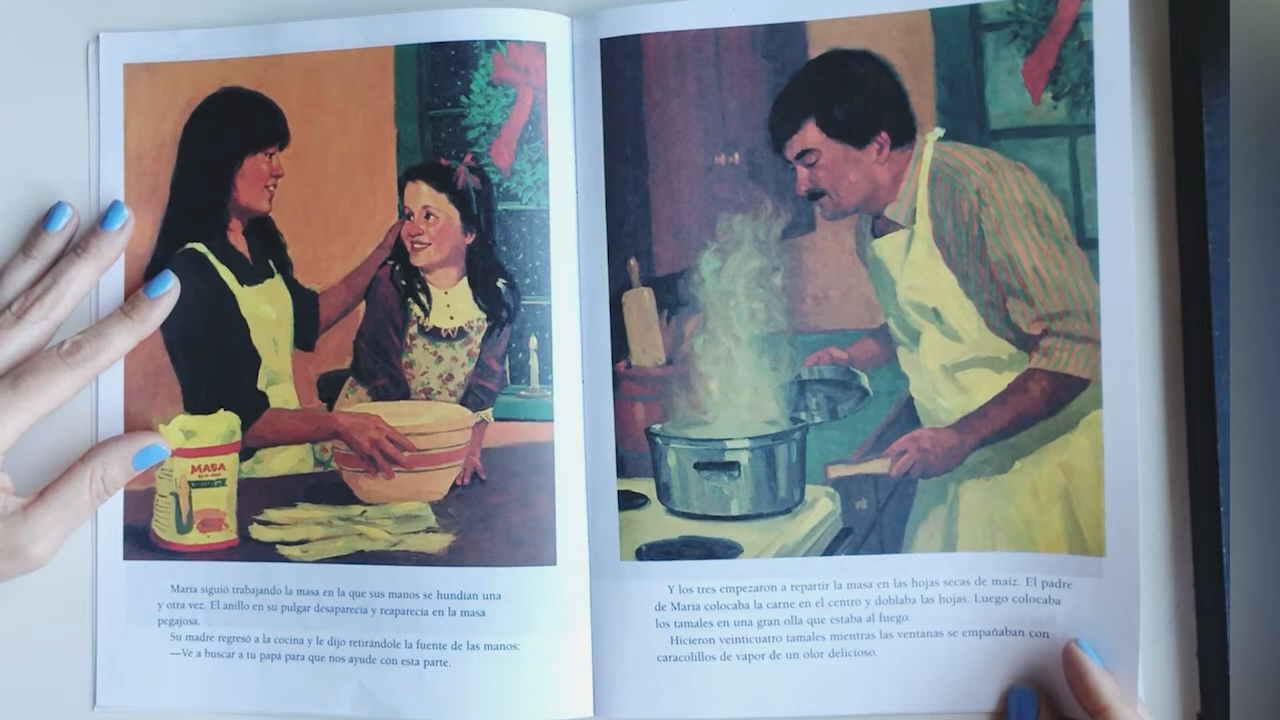 MASA
María siguió trabajando la masa en la que sus manos se hundían una
y otra vez. El anillo en su pulgar desaparecía y reaparecía en la masa
pegajosa.
Su madre regresó a la cocina y le dijo retirándole la fuente de las manos:
—Ve a buscar a tu papá para que nos ayude con esta parte.
Y los tres empezaron a repartir la masa en las hojas secas de maíz. El padre
de María colocaba la carne en el centro y doblaba las hojas. Luego colocaba
los tamales en una gran olla que estaba al fuego.
Hicieron veinticuatro tamales mientras las ventanas se empañaban con
caracolillos de vapor de un olor delicioso.